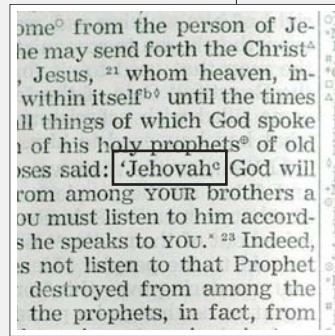 ome° from the person of Je-
he may send forth the Christ△
, Jesus, ²¹ whom heaven, in-
within itselfᵇ◊ until the times
ll things of which God spoke
of his holy prophets⊕ of old
ses said: ‘Jehovahᶜ God will
rom among YOUR brothers a
OU must listen to him accord-
s he speaks to YOU.* ²³ Indeed,
s not listen to that Prophet
destroyed from among the
the prophets, in fact, from